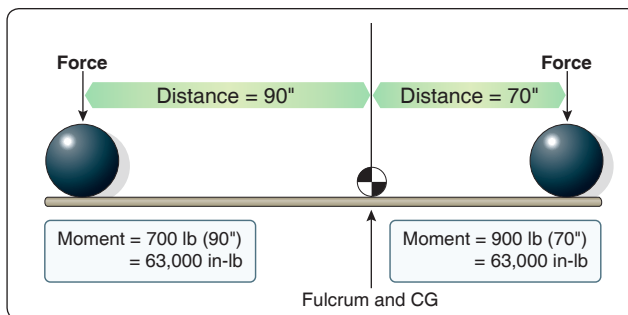 Force
Force
Distance = 90"
Distance = 70"
Moment = 700 lb (90")
= 63,000 in-lb
Moment = 900 lb (70")
= 63,000 in-lb
Fulcrum and CG